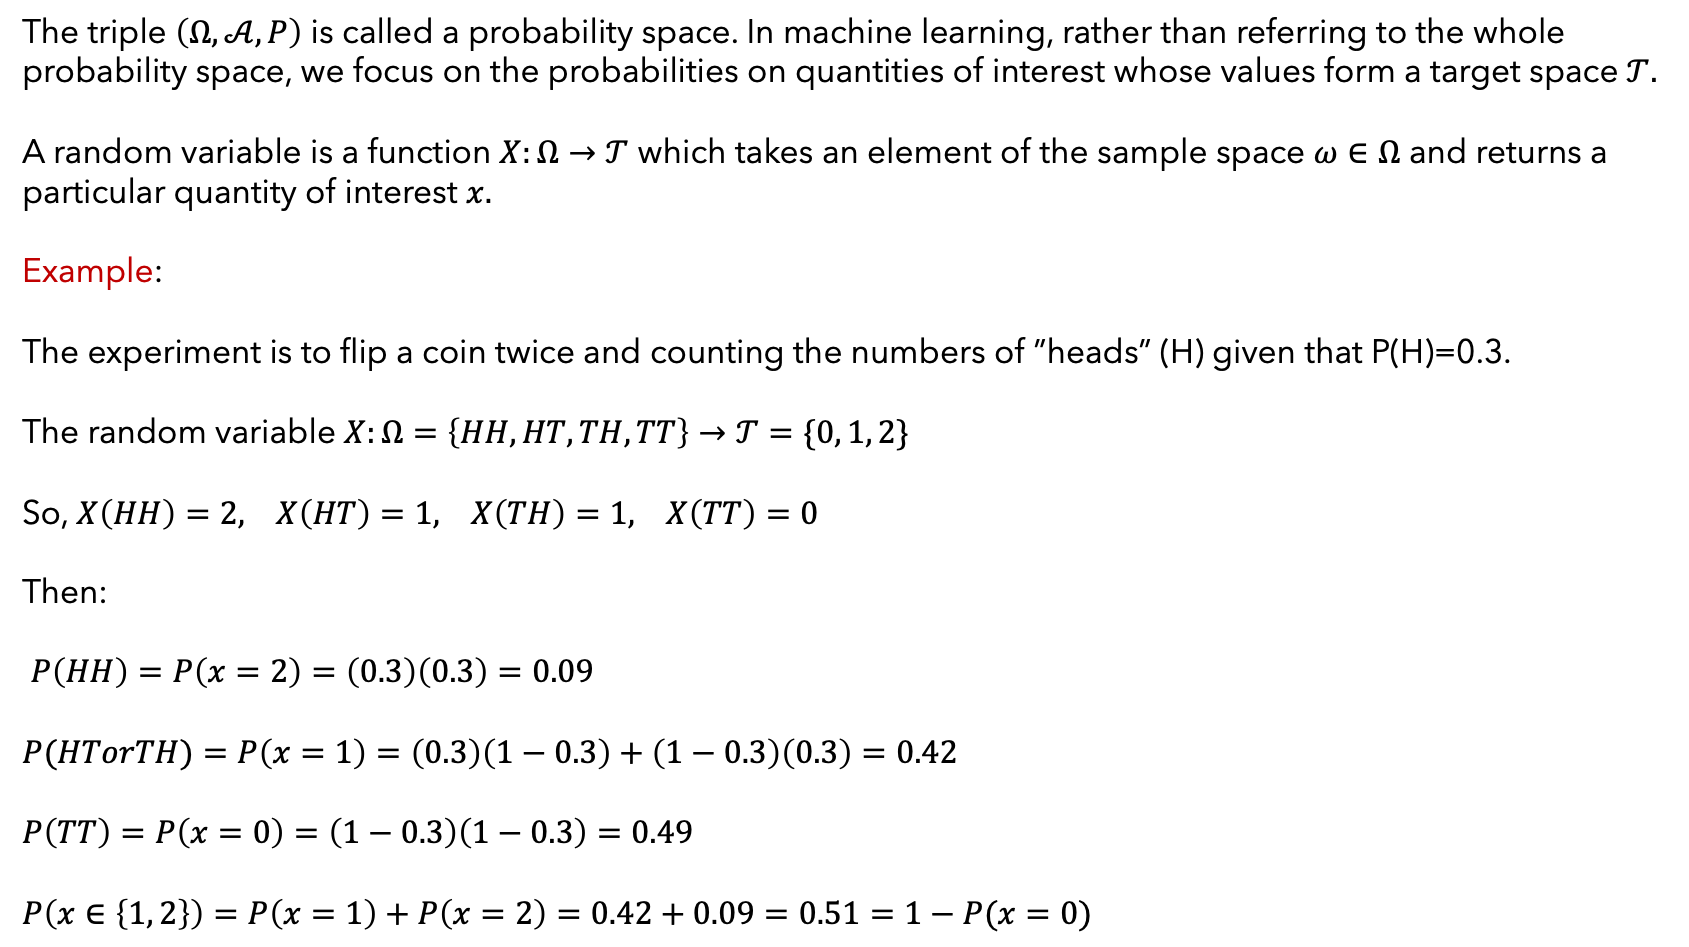 The triple (Ω, 𝒜, P) is called a probability space. In machine learning, rather than referring to the whole
probability space, we focus on the probabilities on quantities of interest whose values form a target space 𝒯.
A random variable is a function X: Ω → 𝒯 which takes an element of the sample space ω ∈ Ω and returns a
particular quantity of interest x.
Example:
The experiment is to flip a coin twice and counting the numbers of "heads" (H) given that P(H)=0.3.
The random variable X: Ω = {HH, HT, TH, TT} → 𝒯 = {0, 1, 2}
So, X(HH) = 2, X(HT) = 1, X(TH) = 1, X(TT) = 0
Then:
P(HH) = P(x = 2) = (0.3)(0.3) = 0.09
P(HTorTH) = P(x = 1) = (0.3)(1 − 0.3) + (1 − 0.3)(0.3) = 0.42
P(TT) = P(x = 0) = (1 − 0.3)(1 − 0.3) = 0.49
P(x ∈ {1, 2}) = P(x = 1) + P(x = 2) = 0.42 + 0.09 = 0.51 = 1 − P(x = 0)